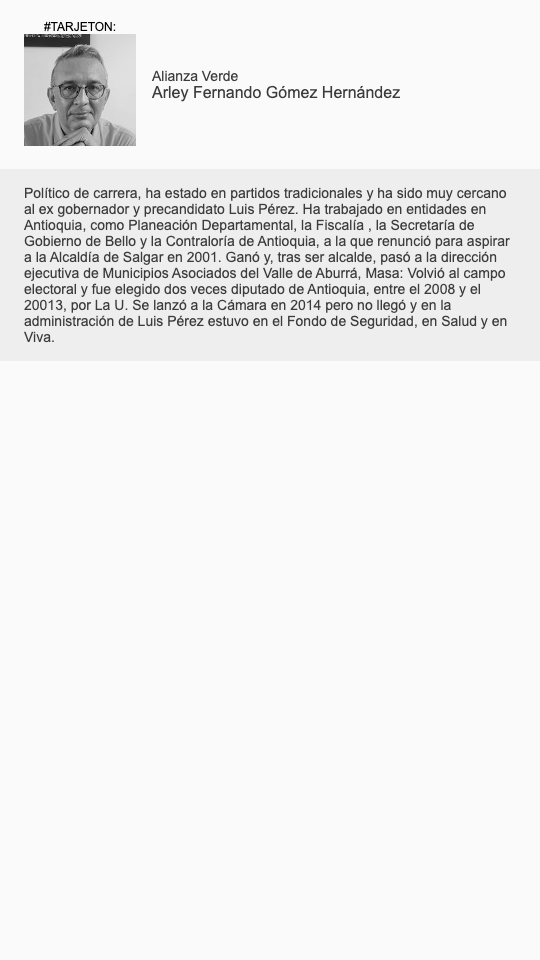 #TARJETON:
Alianza Verde
Arley Fernando Gómez Hernández
Político de carrera, ha estado en partidos tradicionales y ha sido muy cercano
al ex gobernador y precandidato Luis Pérez. Ha trabajado en entidades en
Antioquia, como Planeación Departamental, la Fiscalía , la Secretaría de
Gobierno de Bello y la Contraloría de Antioquia, a la que renunció para aspirar
a la Alcaldía de Salgar en 2001. Ganó y, tras ser alcalde, pasó a la dirección
ejecutiva de Municipios Asociados del Valle de Aburrá, Masa: Volvió al campo
electoral y fue elegido dos veces diputado de Antioquia, entre el 2008 y el
20013, por La U. Se lanzó a la Cámara en 2014 pero no llegó y en la
administración de Luis Pérez estuvo en el Fondo de Seguridad, en Salud y en
Viva.